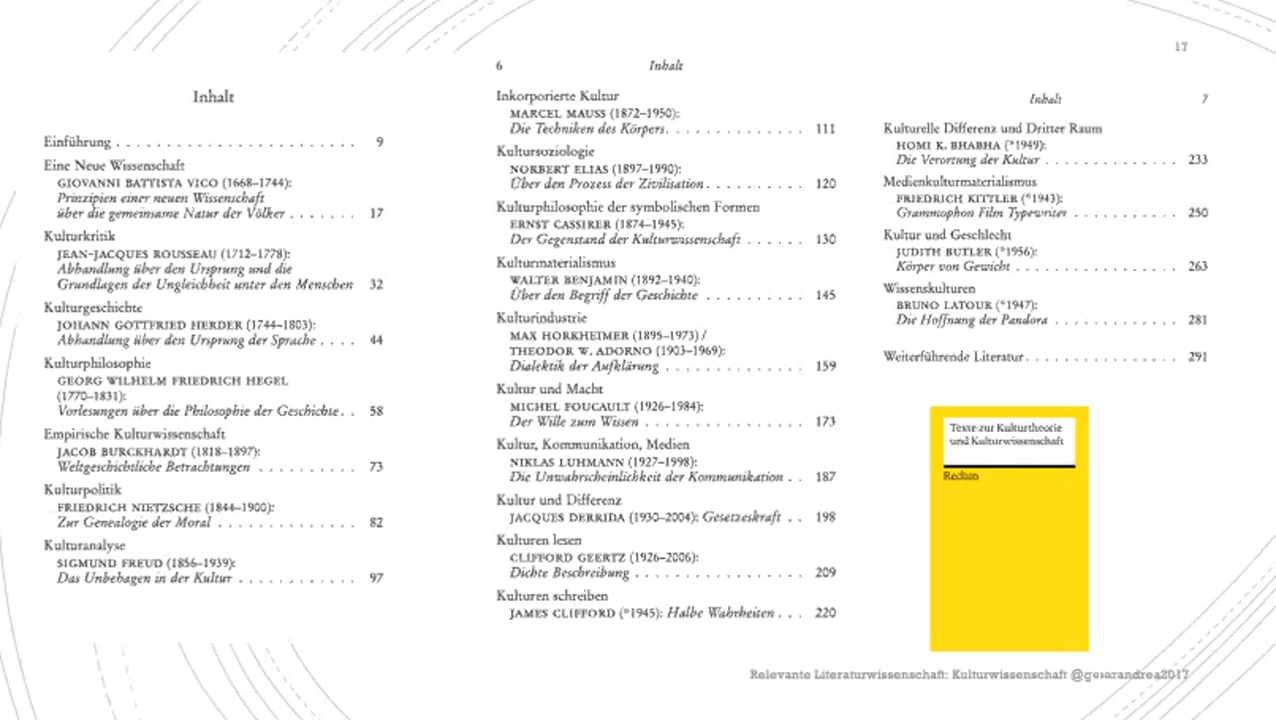 17
Inhalt
Einführung . . . . . . . . . . . . . . . . . . . . . . . . 9
Eine Neue Wissenschaft
GIOVANNI BATTISTA VICO (1668–1744):
Prinzipien einer neuen Wissenschaft
über die gemeinsame Natur der Völker . . . . . . . 17
Kulturkritik
JEAN-JACQUES ROUSSEAU (1712–1778):
Abhandlung über den Ursprung und die
Grundlagen der Ungleichheit unter den Menschen 32
Kulturgeschichte
JOHANN GOTTFRIED HERDER (1744–1803):
Abhandlung über den Ursprung der Sprache . . . . 44
Kulturphilosophie
GEORG WILHELM FRIEDRICH HEGEL
(1770–1831):
Vorlesungen über die Philosophie der Geschichte . . 58
Empirische Kulturwissenschaft
JACOB BURCKHARDT (1818–1897):
Weltgeschichtliche Betrachtungen . . . . . . . . . . 73
Kulturpolitik
FRIEDRICH NIETZSCHE (1844–1900):
Zur Genealogie der Moral . . . . . . . . . . . . . . 82
Kulturanalyse
SIGMUND FREUD (1856–1939):
Das Unbehagen in der Kultur . . . . . . . . . . . . 97
6 Inhalt
Inkorporierte Kultur
MARCEL MAUSS (1872–1950):
Die Techniken des Körpers . . . . . . . . . . . . . . 111
Kultursoziologie
NORBERT ELIAS (1897–1990):
Über den Prozess der Zivilisation . . . . . . . . . . 120
Kulturphilosophie der symbolischen Formen
ERNST CASSIRER (1874–1945):
Der Gegenstand der Kulturwissenschaft . . . . . . 130
Kulturmaterialismus
WALTER BENJAMIN (1892–1940):
Über den Begriff der Geschichte . . . . . . . . . . 145
Kulturindustrie
MAX HORKHEIMER (1895–1973) /
THEODOR W. ADORNO (1903–1969):
Dialektik der Aufklärung . . . . . . . . . . . . . . 159
Kultur und Macht
MICHEL FOUCAULT (1926–1984):
Der Wille zum Wissen . . . . . . . . . . . . . . . . 173
Kultur, Kommunikation, Medien
NIKLAS LUHMANN (1927–1998):
Die Unwahrscheinlichkeit der Kommunikation . . 187
Kultur und Differenz
JACQUES DERRIDA (1930–2004): Gesetzeskraft . . 198
Kulturen lesen
CLIFFORD GEERTZ (1926–2006):
Dichte Beschreibung . . . . . . . . . . . . . . . . . 209
Kulturen schreiben
JAMES CLIFFORD (*1945): Halbe Wahrheiten . . . 220
Inhalt 7
Kulturelle Differenz und Dritter Raum
HOMI K. BHABHA (*1949):
Die Verortung der Kultur . . . . . . . . . . . . . . 233
Medienkulturmaterialismus
FRIEDRICH KITTLER (*1943):
Grammophon Film Typewriter . . . . . . . . . . . 250
Kultur und Geschlecht
JUDITH BUTLER (*1956):
Körper von Gewicht . . . . . . . . . . . . . . . . . 263
Wissenskulturen
BRUNO LATOUR (*1947):
Die Hoffnung der Pandora . . . . . . . . . . . . . 281
Weiterführende Literatur . . . . . . . . . . . . . . . . 291
Texte zur Kulturtheorie
und Kulturwissenschaft
Reclam
Relevante Literaturwissenschaft: Kulturwissenschaft